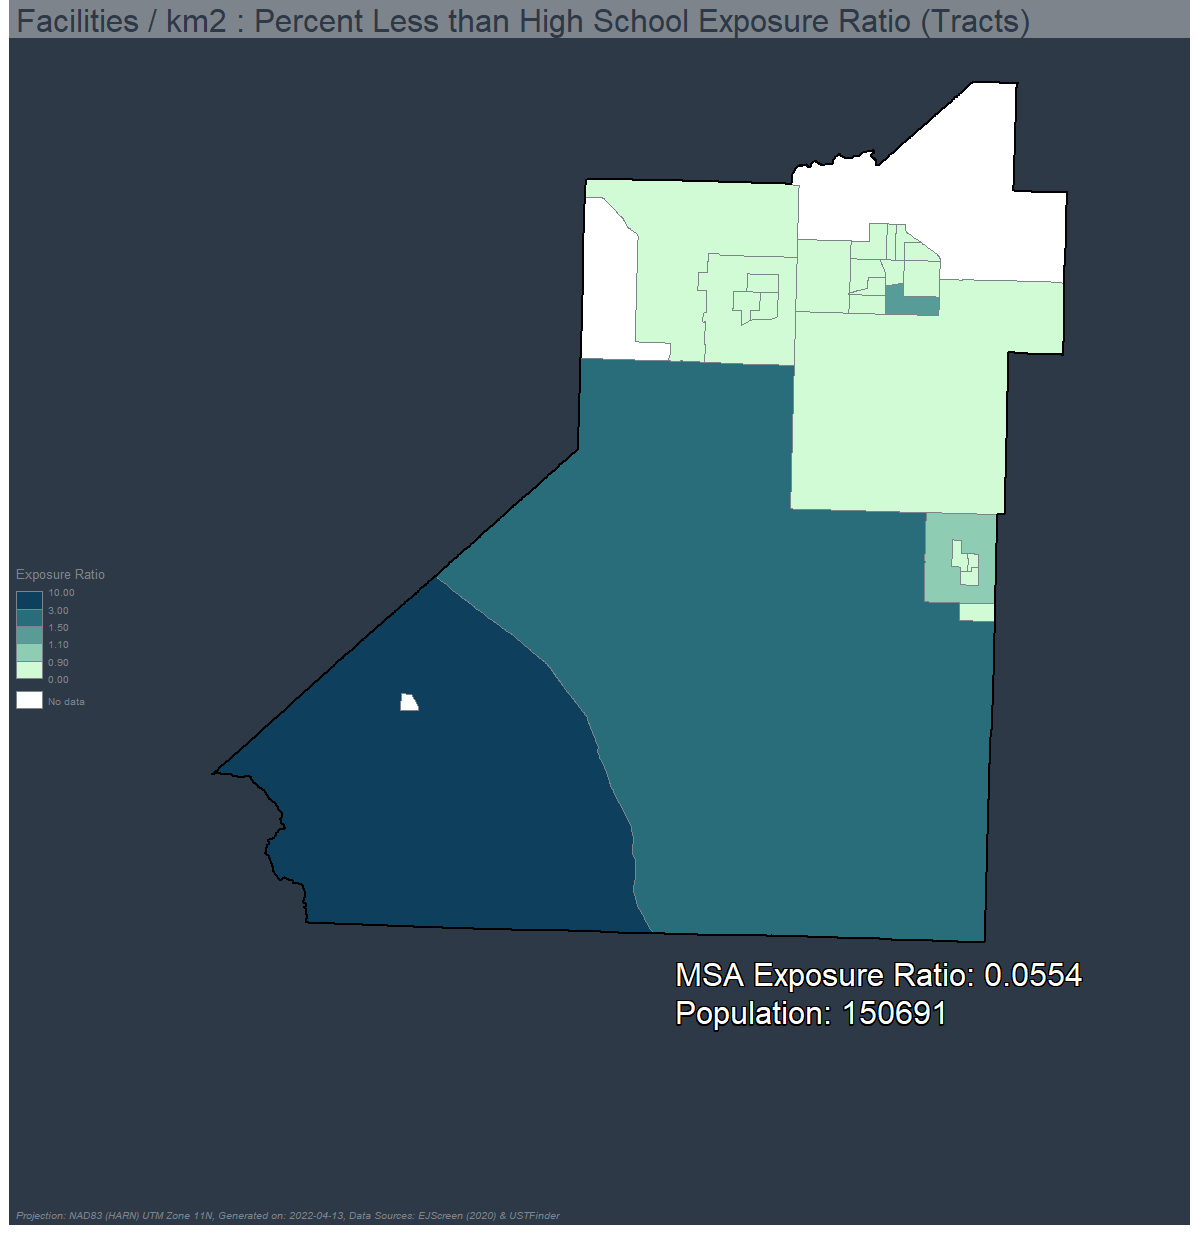 Facilities / km2 : Percent Less than High School Exposure Ratio (Tracts)
Exposure Ratio
10.00
3.00
1.50
1.10
0.90
0.00
No data
MSA Exposure Ratio: 0.0554
Population: 150691
Projection: NAD83 (HARN) UTM Zone 11N, Generated on: 2022-04-13, Data Sources: EJScreen (2020) & USTFinder